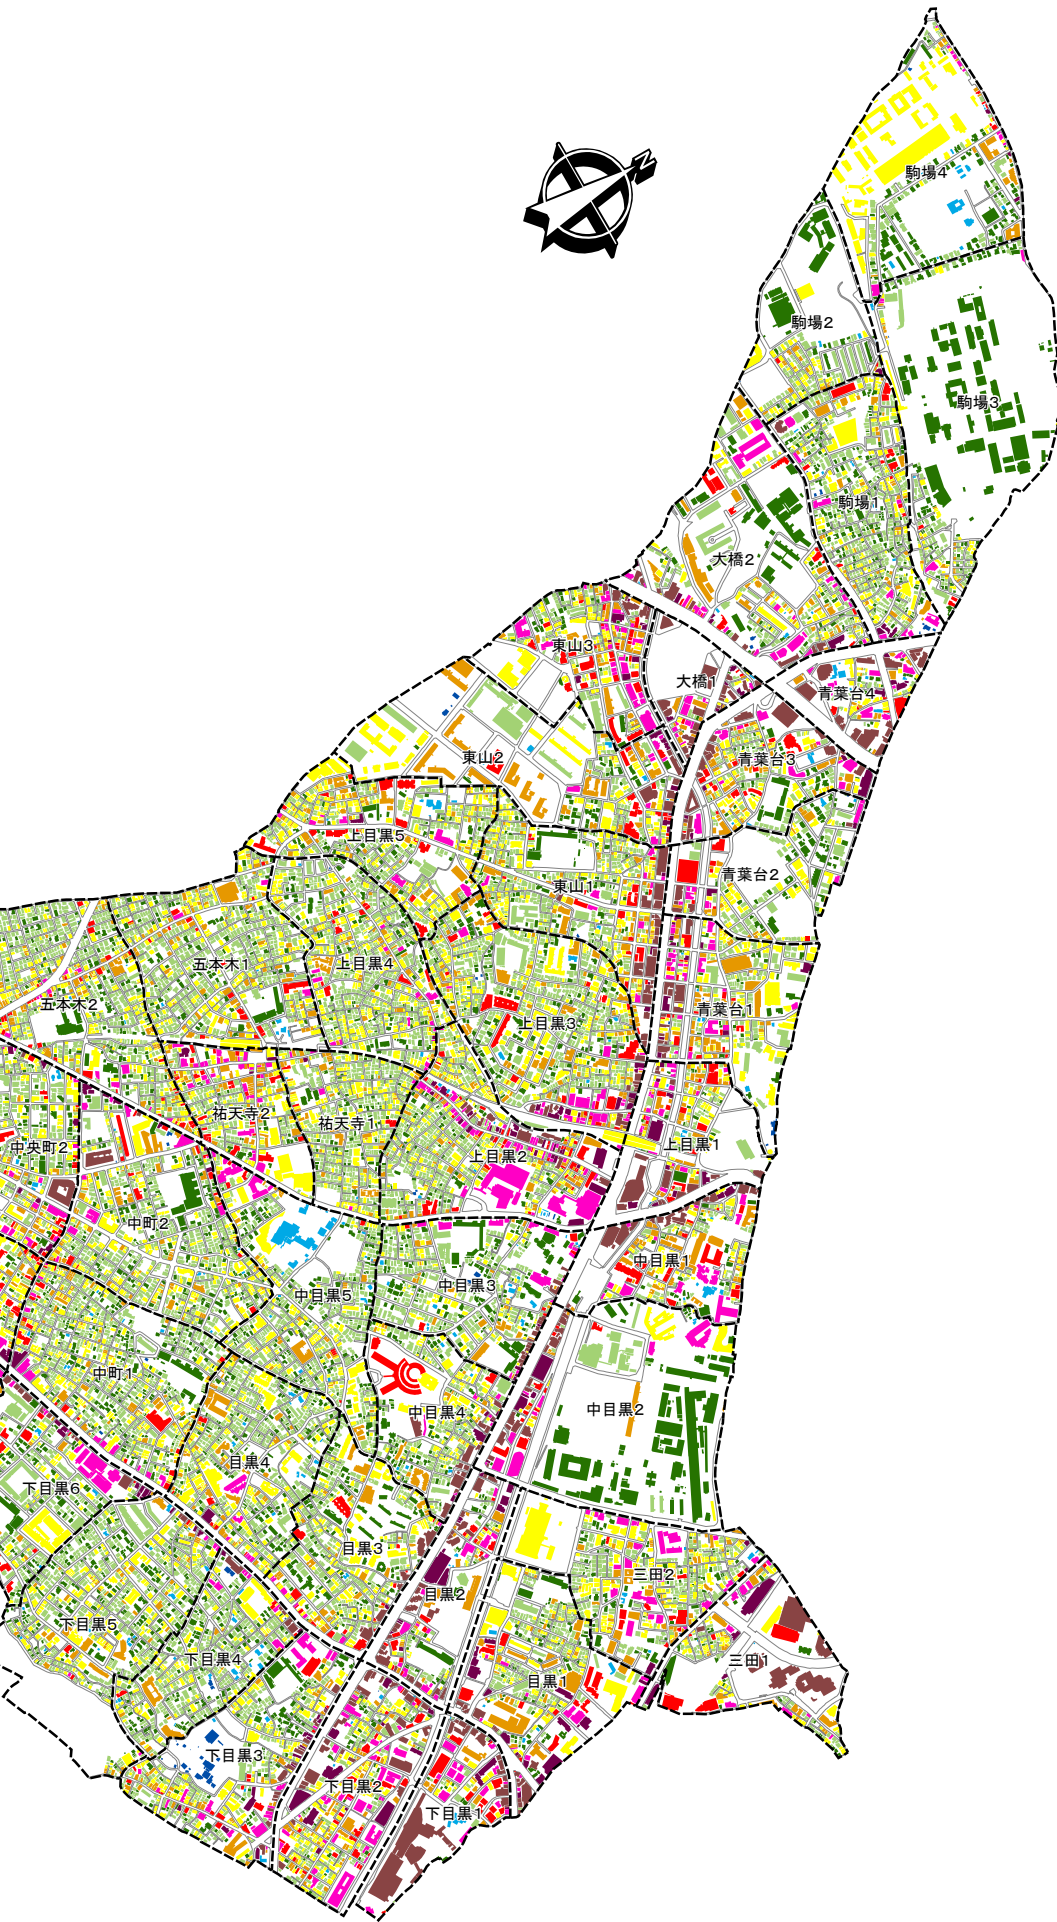 N
駒場4
駒場2
駒場3
駒場1
大橋2
東山3
大橋1
青葉台4
東山2
青葉台3
上目黒5
青葉台2
東山1
五本木1
上目黒4
五本木2
青葉台1
上目黒3
祐天寺2
祐天寺1
中央町2
上目黒2
上目黒1
中町2
中目黒1
中目黒3
中目黒5
中町1
中目黒4
中目黒2
目黒4
下目黒6
目黒3
三田2
目黒2
下目黒5
下目黒4
三田1
目黒1
下目黒3
下目黒2
下目黒1